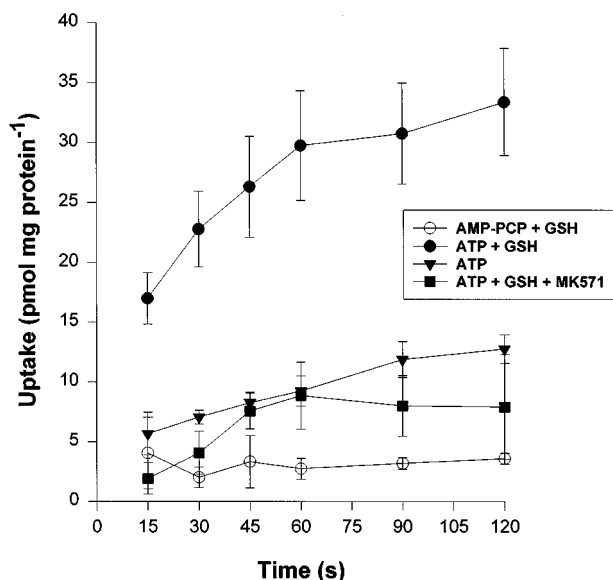 40
35
30
25
20
15
10
5
0
Uptake (pmol mg protein⁻¹)
AMP-PCP + GSH
ATP + GSH
ATP
ATP + GSH + MK571
0 15 30 45 60 75 90 105 120
Time (s)